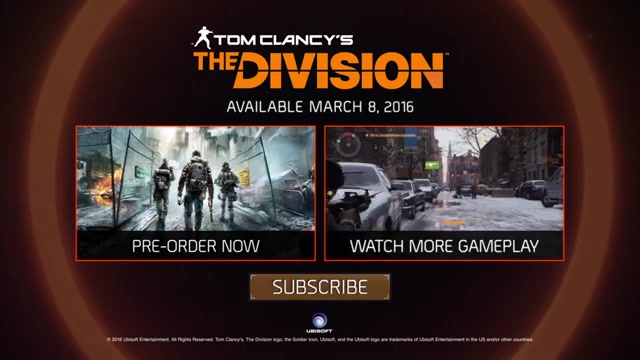 TOM CLANCY'S
THE DIVISION™
AVAILABLE MARCH 8, 2016
PRE-ORDER NOW
WATCH MORE GAMEPLAY
SUBSCRIBE
UBISOFT
© 2016 Ubisoft Entertainment. All Rights Reserved. Tom Clancy's, The Division logo, the Soldier Icon, Ubisoft, and the Ubisoft logo are trademarks of Ubisoft Entertainment in the US and/or other countries.